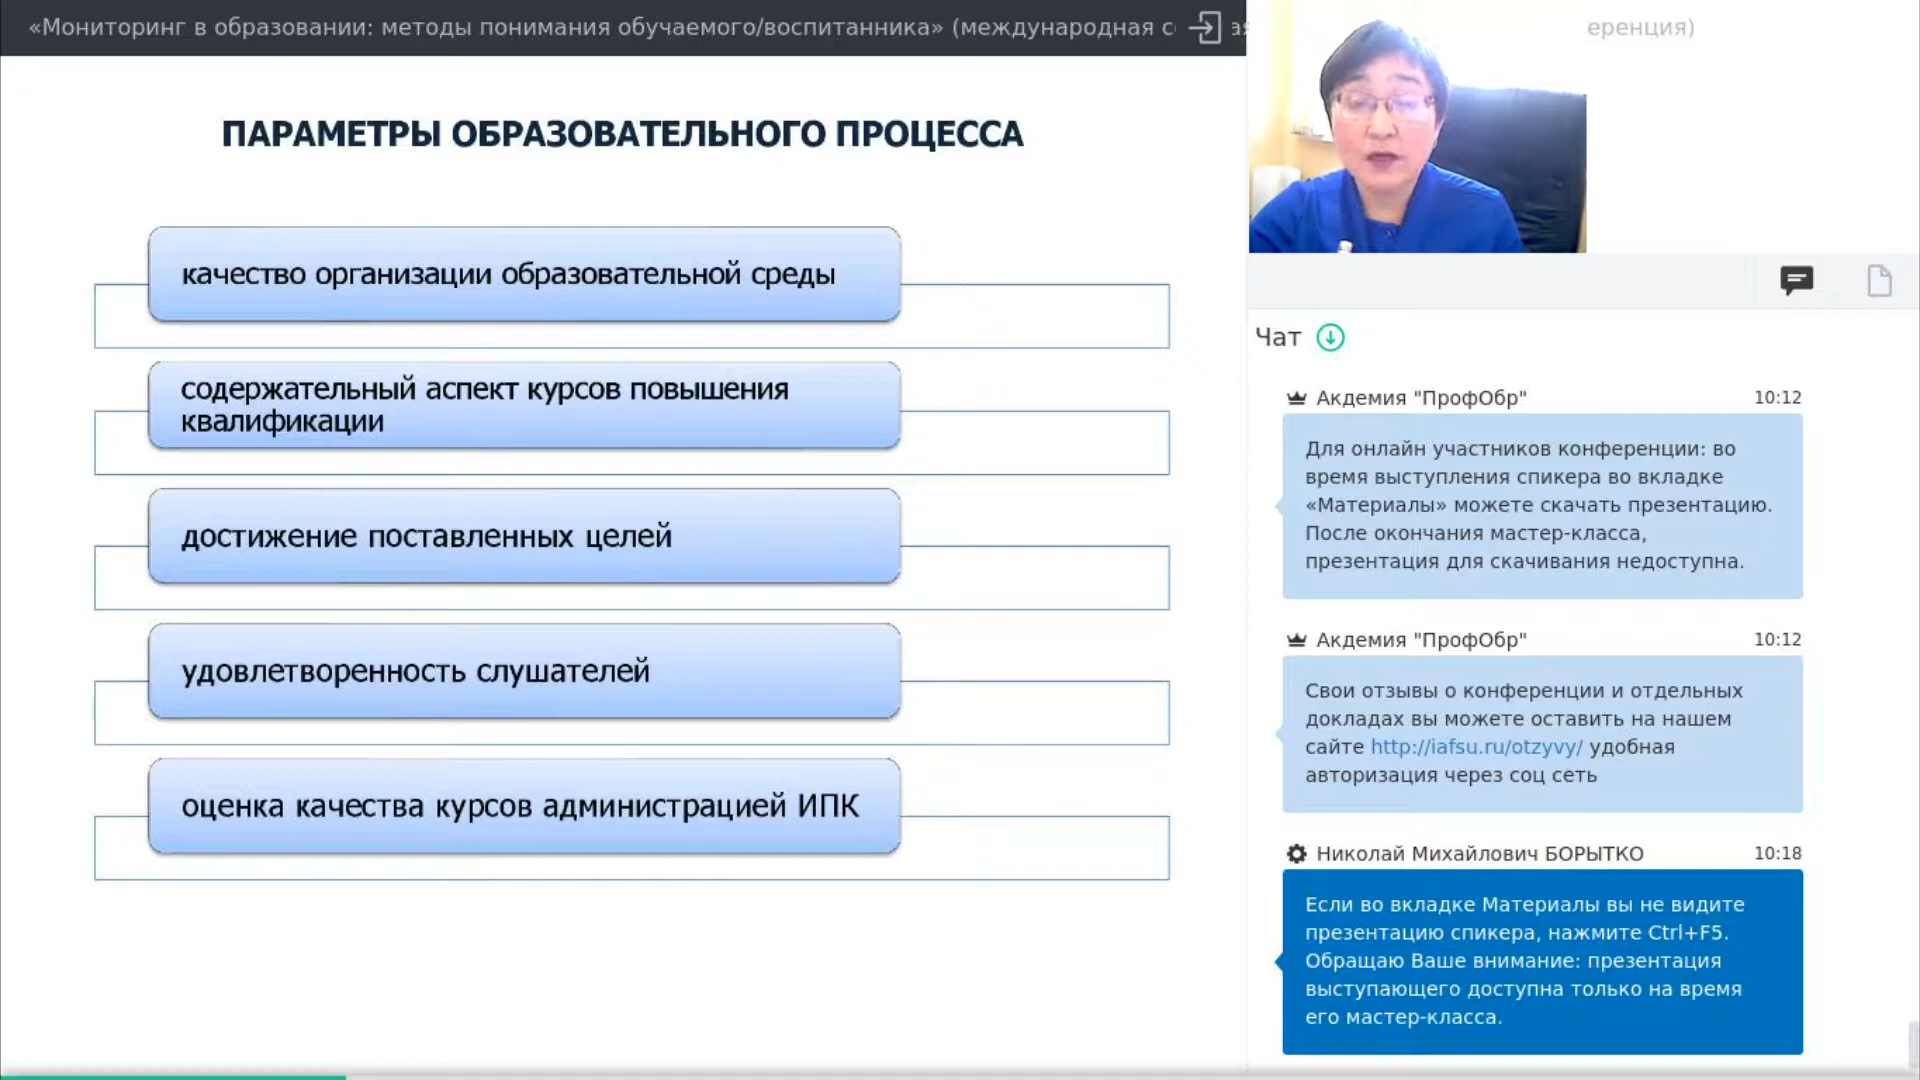 «Мониторинг в образовании: методы понимания обучаемого/воспитанника» (международная еренция)
ПАРАМЕТРЫ ОБРАЗОВАТЕЛЬНОГО ПРОЦЕССА
качество организации образовательной среды
содержательный аспект курсов повышения
квалификации
достижение поставленных целей
удовлетворенность слушателей
оценка качества курсов администрацией ИПК
Чат
Акдемия "ПрофОбр" 10:12
Для онлайн участников конференции: во
время выступления спикера во вкладке
«Материалы» можете скачать презентацию.
После окончания мастер-класса,
презентация для скачивания недоступна.
Акдемия "ПрофОбр" 10:12
Свои отзывы о конференции и отдельных
докладах вы можете оставить на нашем
сайте http://iafsu.ru/otzyvy/ удобная
авторизация через соц сеть
Николай Михайлович БОРЫТКО 10:18
Если во вкладке Материалы вы не видите
презентацию спикера, нажмите Ctrl+F5.
Обращаю Ваше внимание: презентация
выступающего доступна только на время
его мастер-класса.